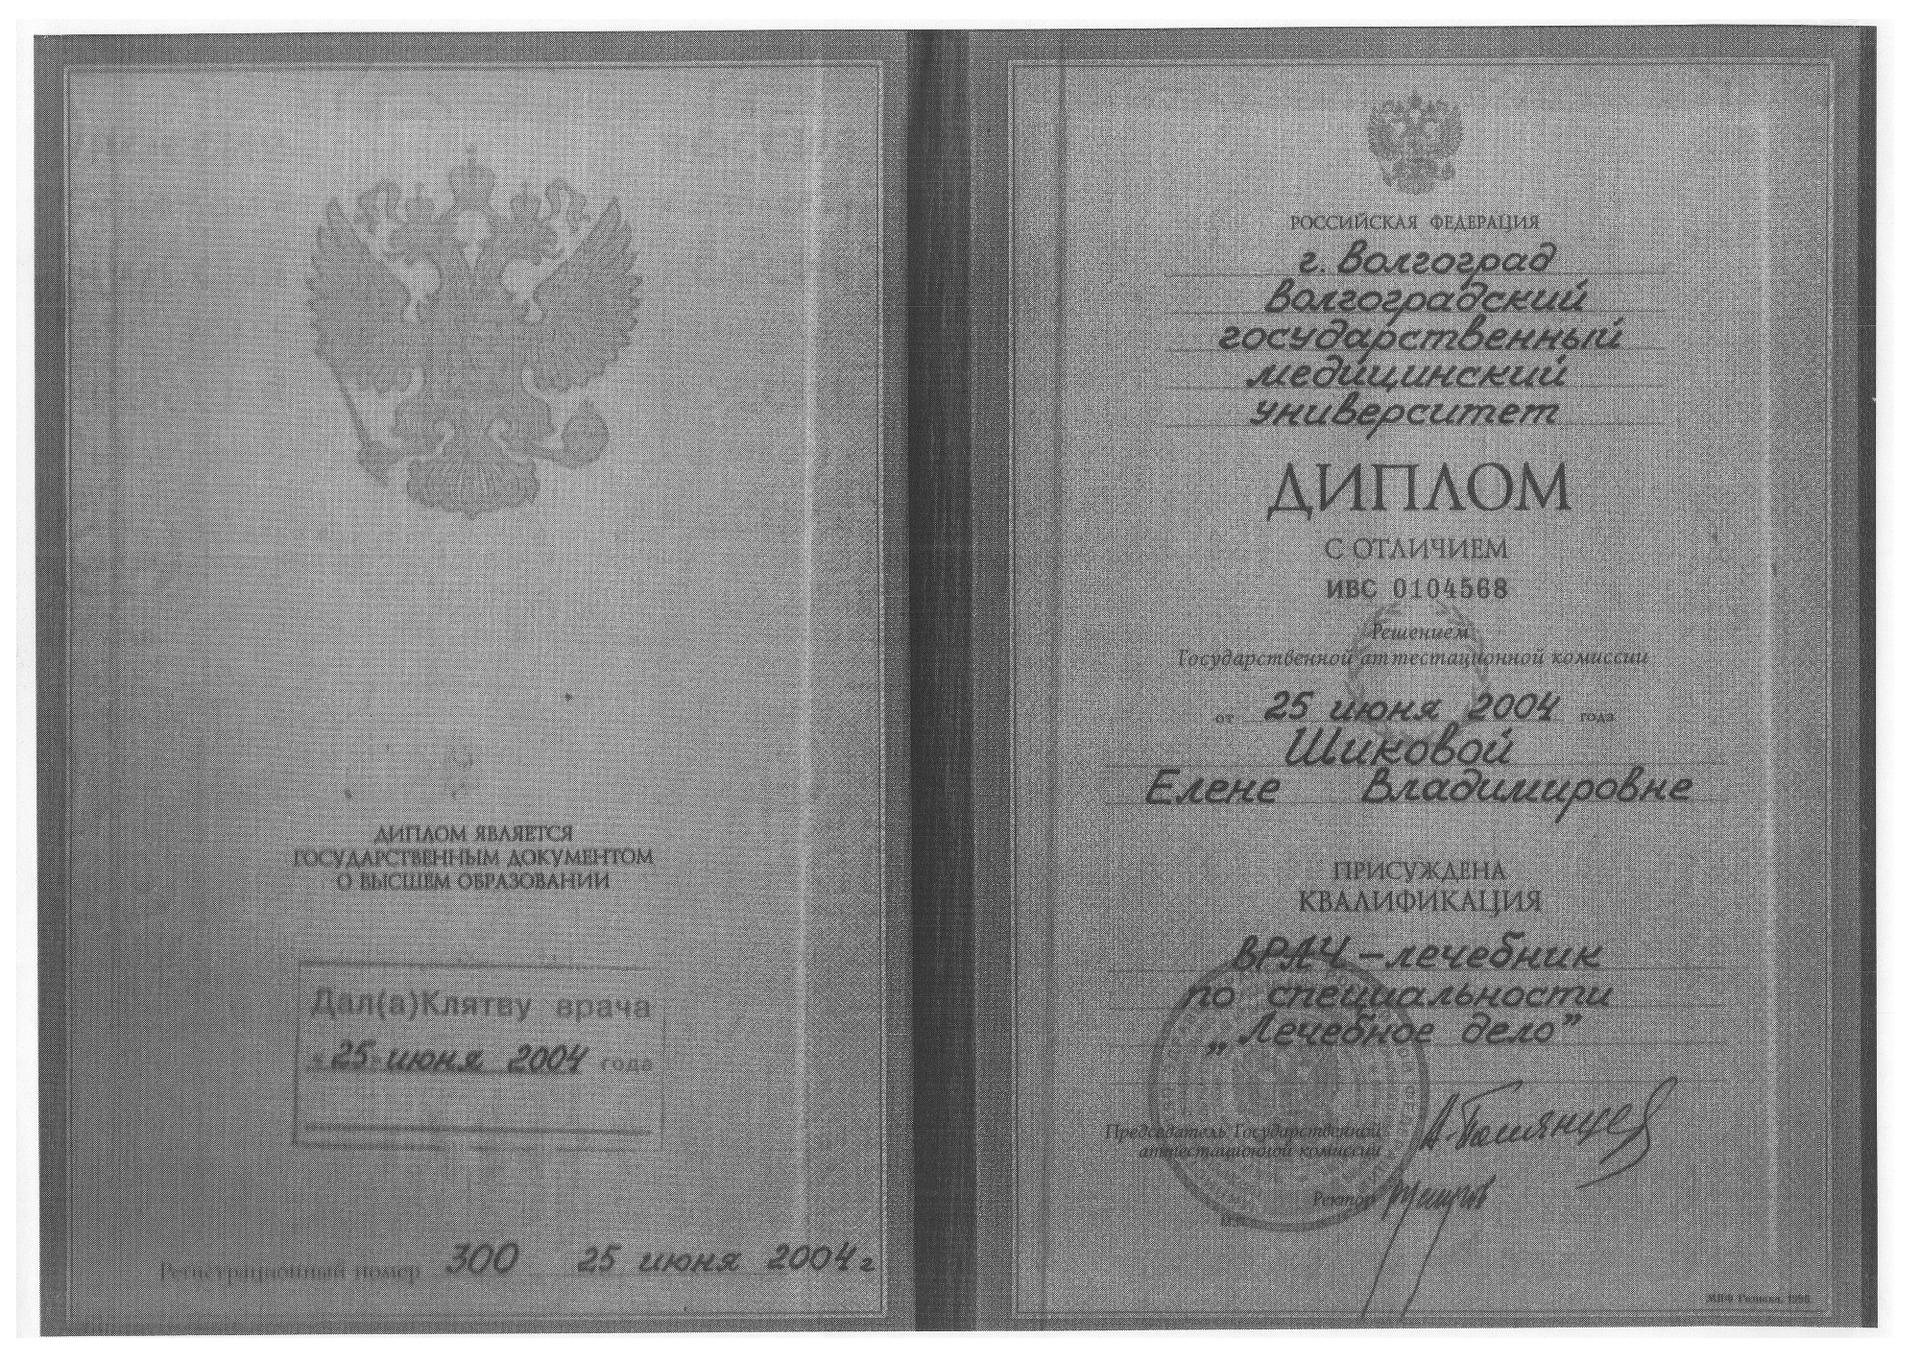 ДИПЛОМ ЯВЛЯЕТСЯ
ГОСУДАРСТВЕННЫМ ДОКУМЕНТОМ
О ВЫСШЕМ ОБРАЗОВАНИИ
Дал(а) Клятву врача
«25» июня 2004 года
Регистрационный номер 300 25 июня 2004 г
РОССИЙСКАЯ ФЕДЕРАЦИЯ
г. Волгоград
Волгоградский
государственный
медицинский
университет
ДИПЛОМ
С ОТЛИЧИЕМ
ИВС 0104568
Решением
Государственной аттестационной комиссии
от 25 июня 2004 года
Шиковой
Елене Владимировне
ПРИСУЖДЕНА
КВАЛИФИКАЦИЯ
ВРАЧ – лечебник
по специальности
„Лечебное дело”
Председатель Государственной
аттестационной комиссии
Ректор
М.П.